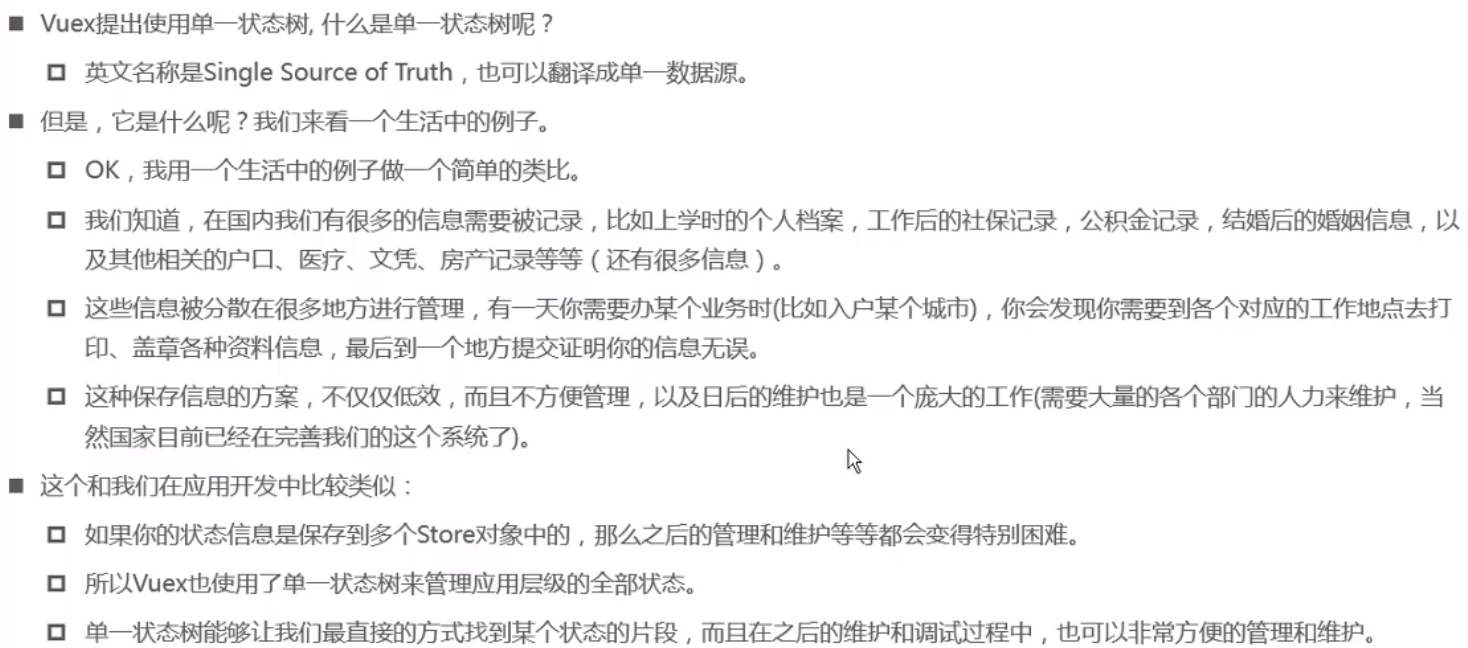 Vuex提出使用单一状态树, 什么是单一状态树呢？
英文名称是Single Source of Truth，也可以翻译成单一数据源。
但是，它是什么呢？我们来看一个生活中的例子。
OK，我用一个生活中的例子做一个简单的类比。
我们知道，在国内我们有很多的信息需要被记录，比如上学时的个人档案，工作后的社保记录，公积金记录，结婚后的婚姻信息，以
及其他相关的户口、医疗、文凭、房产记录等等（还有很多信息）。
这些信息被分散在很多地方进行管理，有一天你需要办某个业务时(比如入户某个城市)，你会发现你需要到各个对应的工作地点去打
印、盖章各种资料信息，最后到一个地方提交证明你的信息无误。
这种保存信息的方案，不仅仅低效，而且不方便管理，以及日后的维护也是一个庞大的工作(需要大量的各个部门的人力来维护，当
然国家目前已经在完善我们的这个系统了)。
这个和我们在应用开发中比较类似：
如果你的状态信息是保存到多个Store对象中的，那么之后的管理和维护等等都会变得特别困难。
所以Vuex也使用了单一状态树来管理应用层级的全部状态。
单一状态树能够让我们最直接的方式找到某个状态的片段，而且在之后的维护和调试过程中，也可以非常方便的管理和维护。